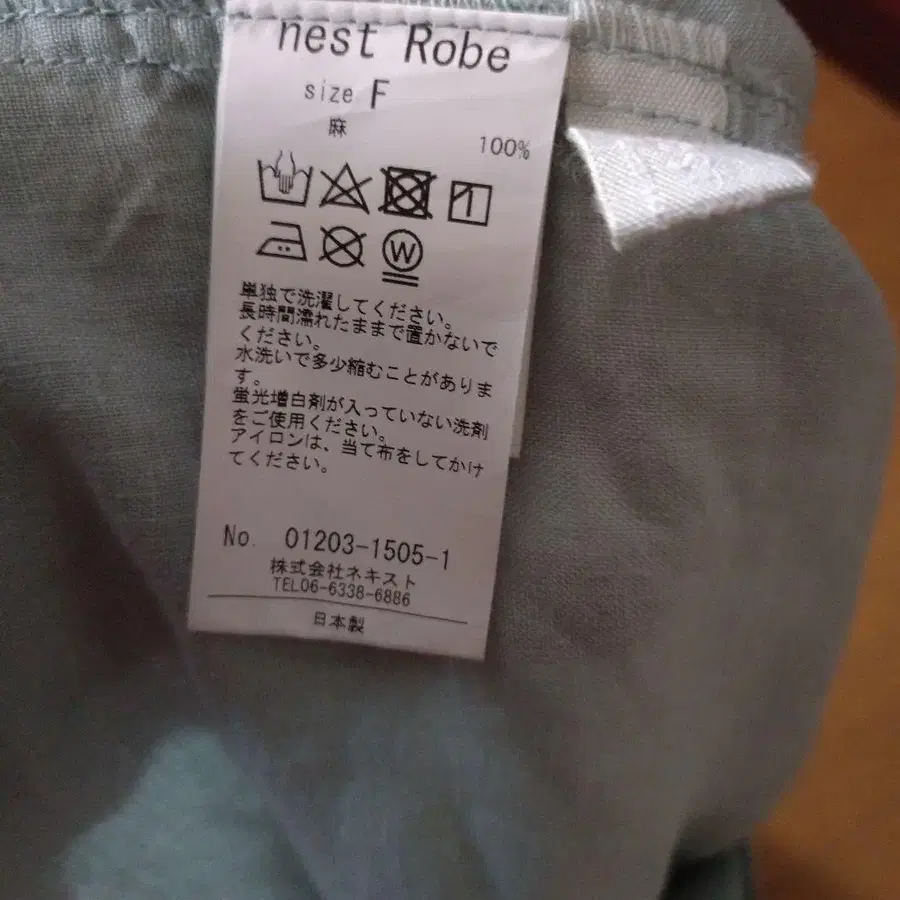 nest Robe
size F
麻
100%
W
単独で洗濯してください。
長時間濡れたままで置かないで
ください。
水洗いで多少縮むことがありま
す。
蛍光増白剤が入っていない洗剤
をご使用ください。
アイロンは、当て布をしてかけ
てください。
No. 01203-1505-1
株式会社ネキスト
TEL06-6338-6886
日本製